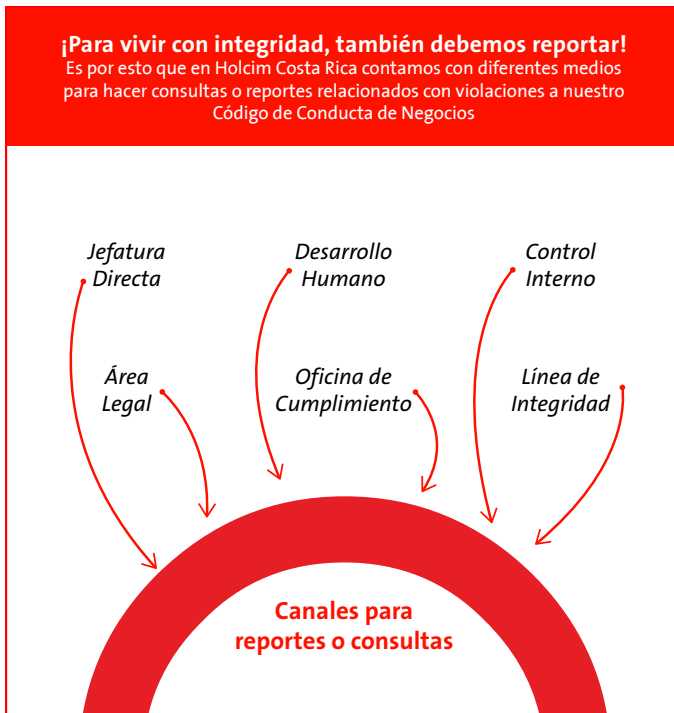 ¡Para vivir con integridad, también debemos reportar!
Es por esto que en Holcim Costa Rica contamos con diferentes medios
para hacer consultas o reportes relacionados con violaciones a nuestro
Código de Conducta de Negocios
Jefatura
Directa
Desarrollo
Humano
Control
Interno
Área
Legal
Oficina de
Cumplimiento
Línea de
Integridad
Canales para
reportes o consultas